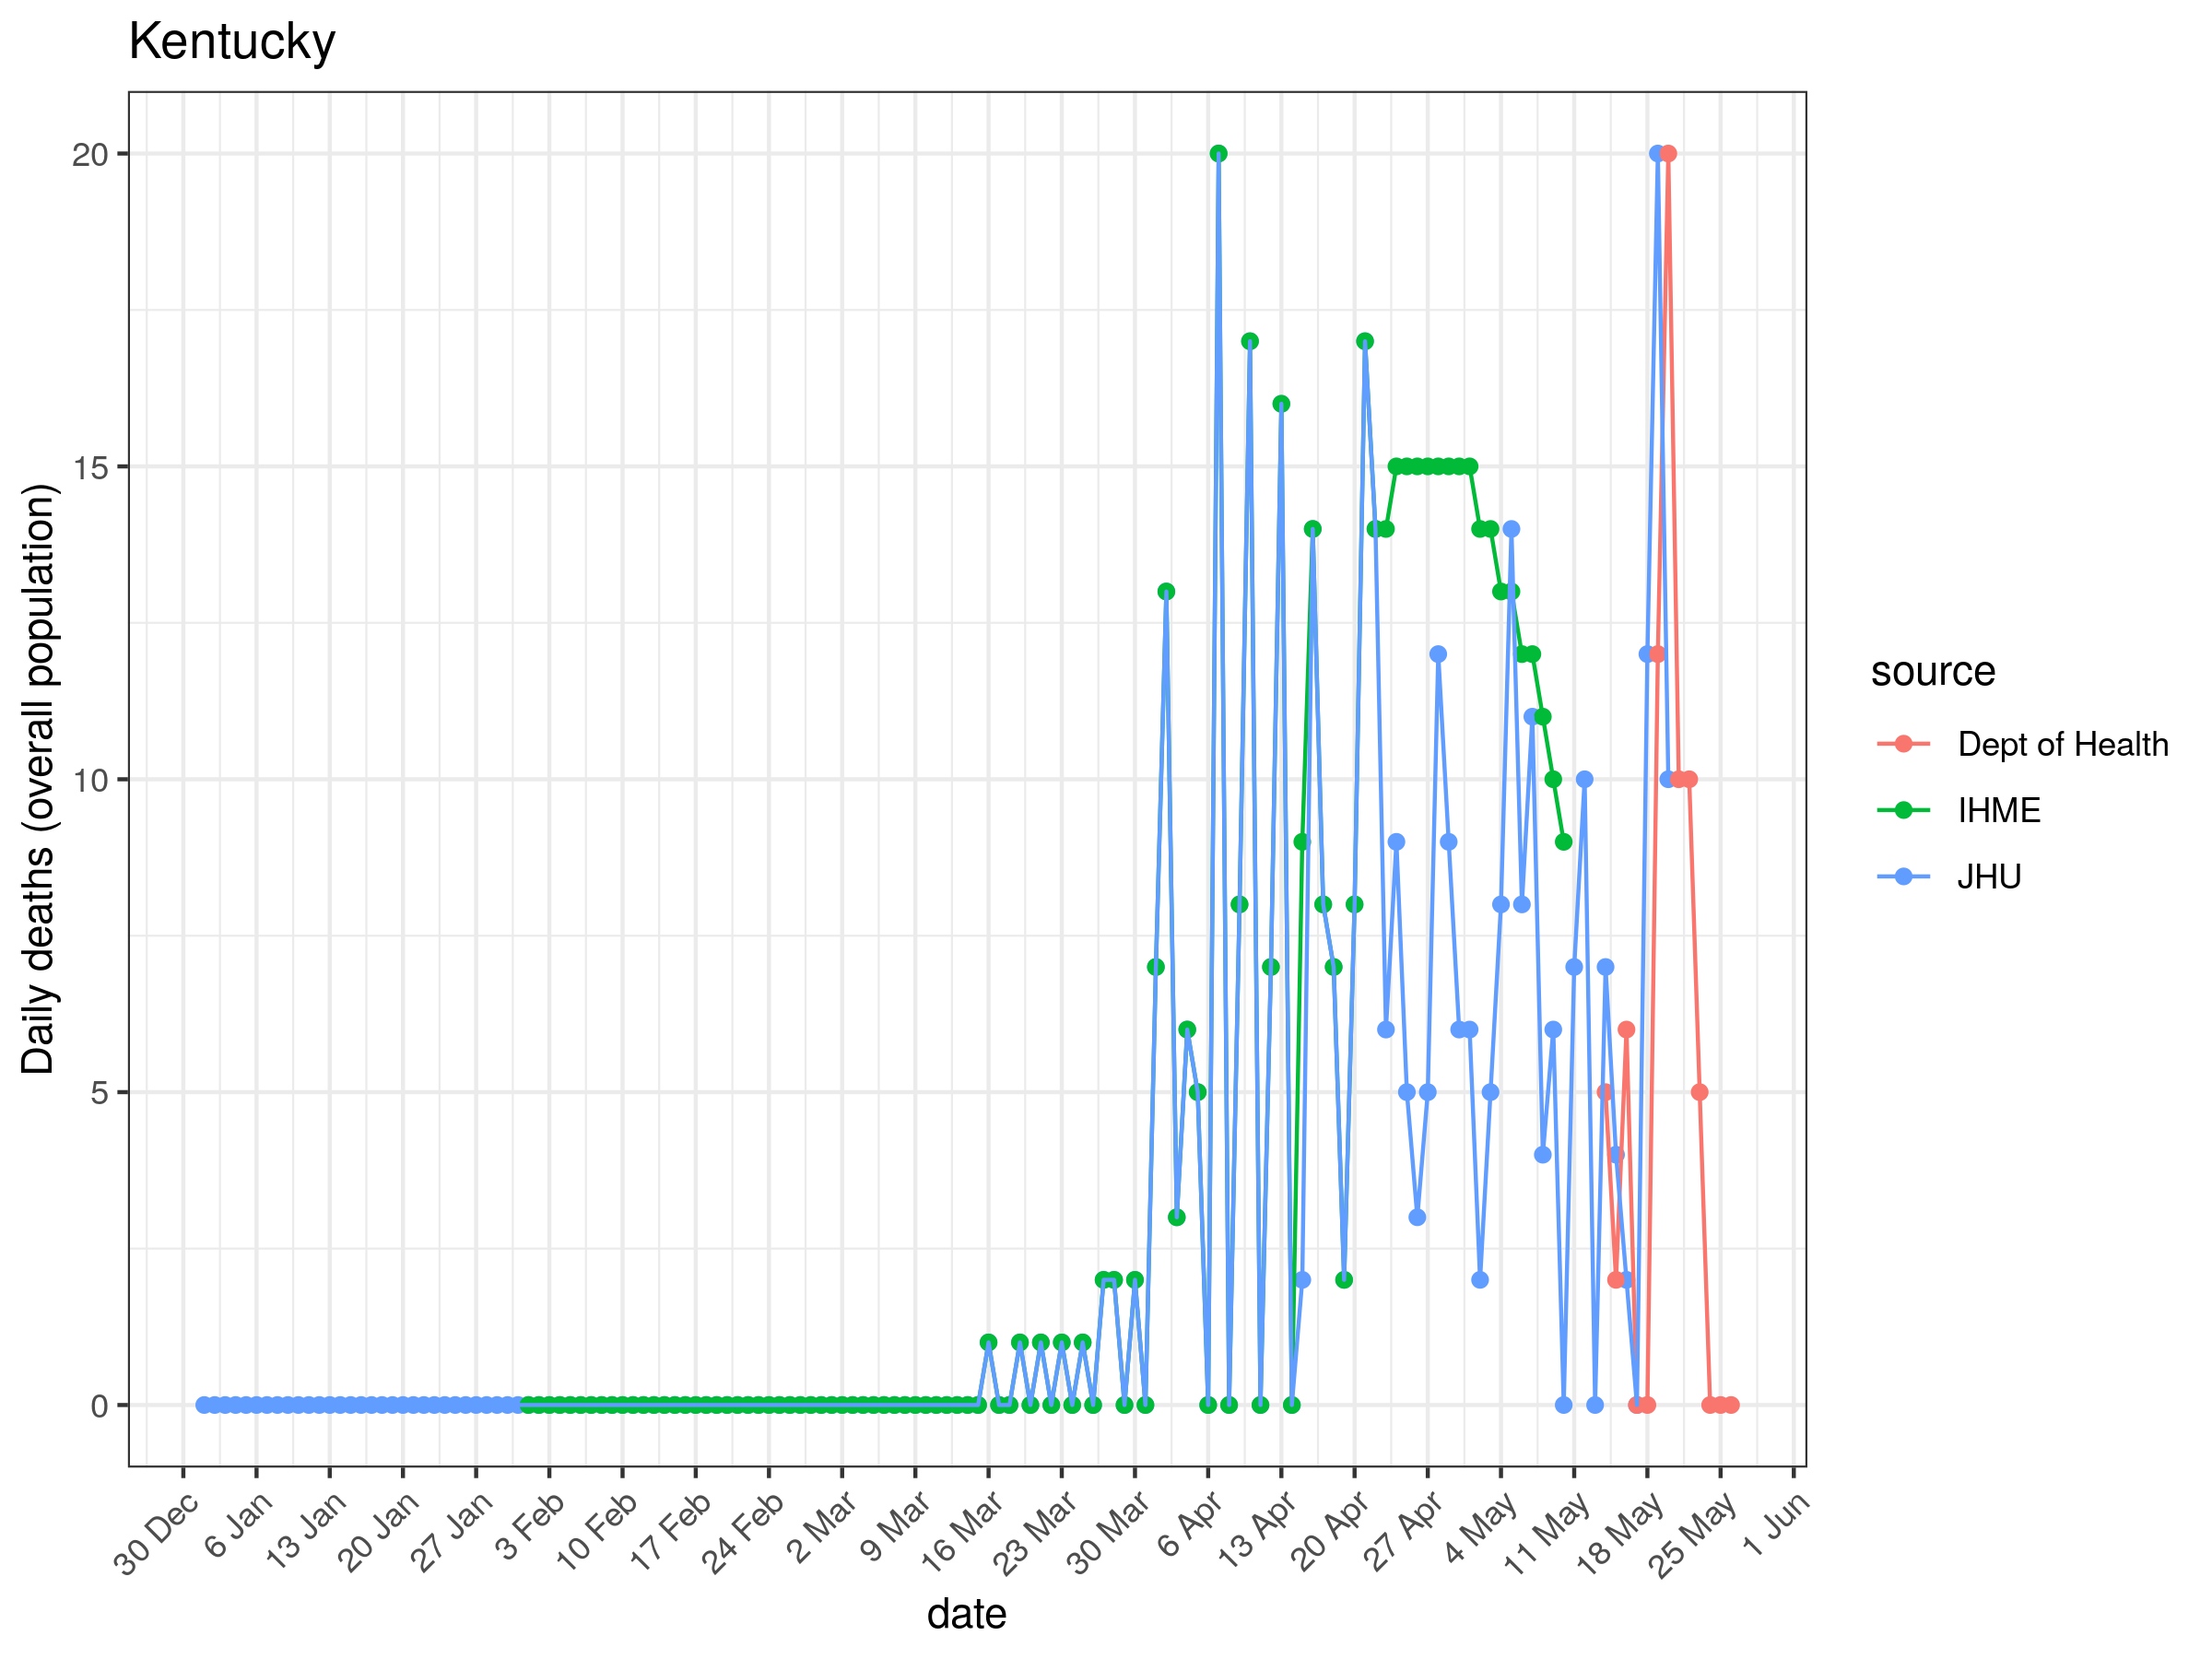 Kentucky
Daily deaths (overall population)
20
15
10
5
0
30 Dec
6 Jan
13 Jan
20 Jan
27 Jan
3 Feb
10 Feb
17 Feb
24 Feb
2 Mar
9 Mar
16 Mar
23 Mar
30 Mar
6 Apr
13 Apr
20 Apr
27 Apr
4 May
11 May
18 May
25 May
1 Jun
date
source
Dept of Health
IHME
JHU